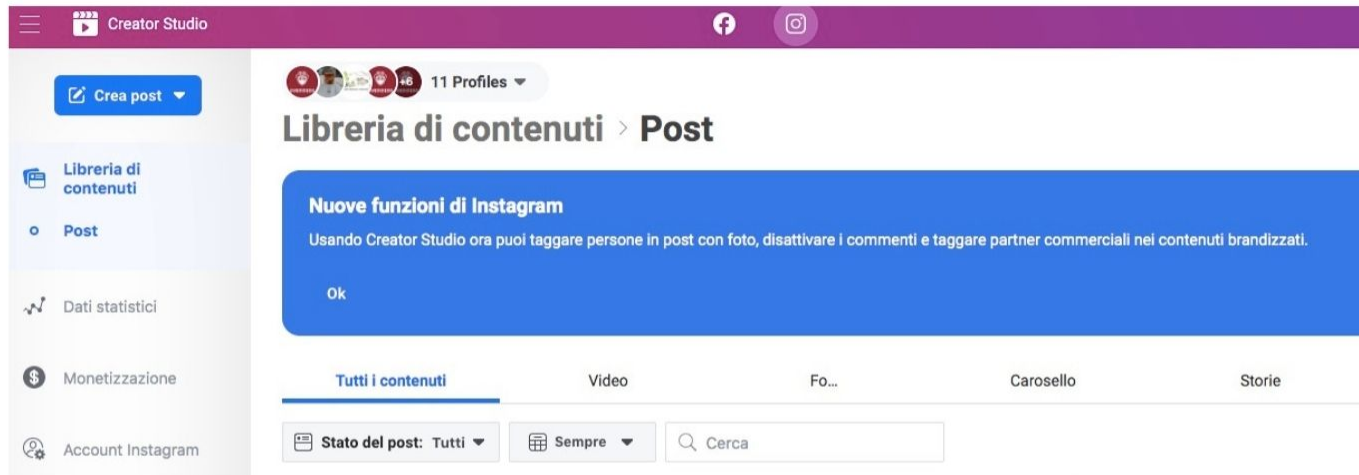 Creator Studio
Crea post
+6
11 Profiles
Libreria di contenuti > Post
Libreria di
contenuti
Post
Dati statistici
Monetizzazione
Account Instagram
Nuove funzioni di Instagram
Usando Creator Studio ora puoi taggare persone in post con foto, disattivare i commenti e taggare partner commerciali nei contenuti brandizzati.
Ok
Tutti i contenuti
Video
Fo...
Carosello
Storie
Stato del post: Tutti
Sempre
Cerca